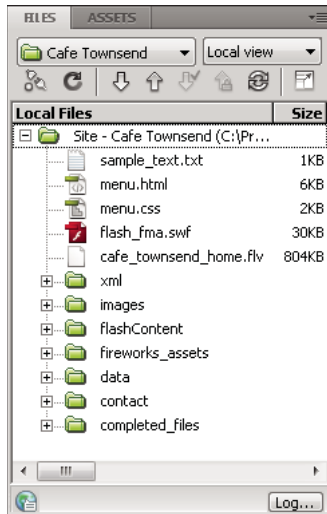 FILES ASSETS
Cafe Townsend Local view
Local Files Size
Site - Cafe Townsend (C:\Pr...
sample_text.txt 1KB
menu.html 6KB
menu.css 2KB
flash_fma.swf 30KB
cafe_townsend_home.flv 804KB
xml
images
flashContent
fireworks_assets
data
contact
completed_files
Log...